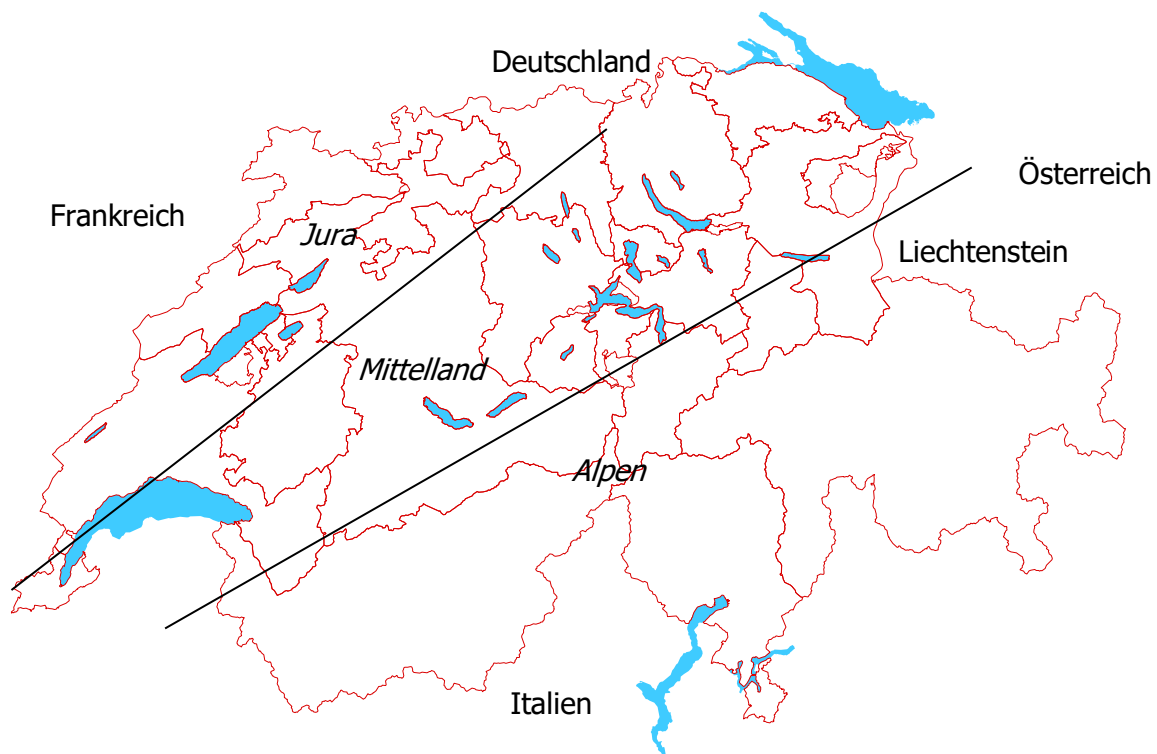 Deutschland
Österreich
Frankreich
Jura
Liechtenstein
Mittelland
Alpen
Italien